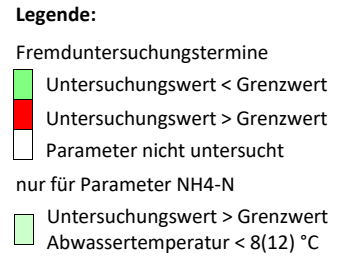 Legende:
Fremduntersuchungstermine
Untersuchungswert < Grenzwert
Untersuchungswert > Grenzwert
Parameter nicht untersucht
nur für Parameter NH4-N
Untersuchungswert > Grenzwert
Abwassertemperatur < 8(12) °C